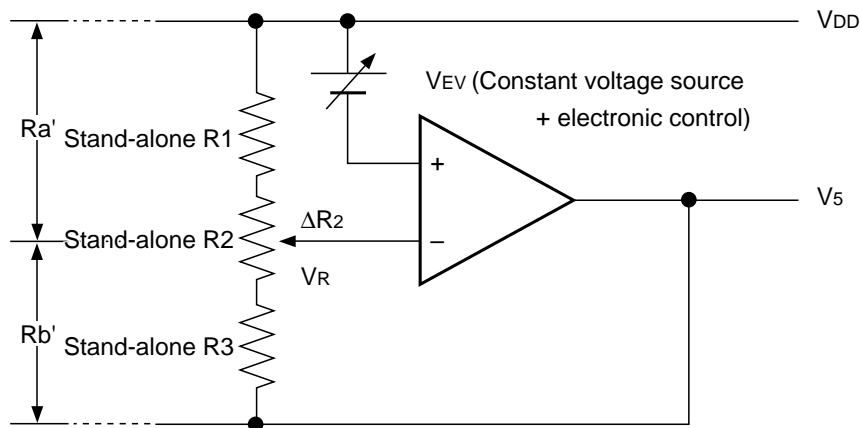 VDD
VEV (Constant voltage source
+ electronic control)
Ra'
Stand-alone R1
+
V5
ΔR2
Stand-alone R2
−
VR
Rb'
Stand-alone R3